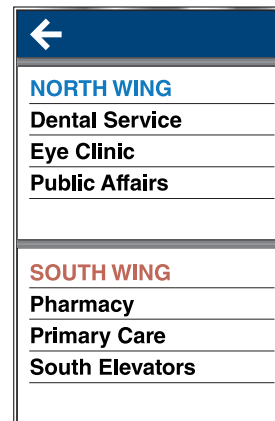 NORTH WING
Dental Service
Eye Clinic
Public Affairs
SOUTH WING
Pharmacy
Primary Care
South Elevators